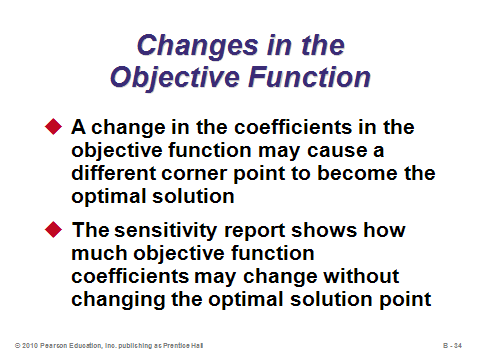 Changes in the
Objective Function
A change in the coefficients in the
objective function may cause a
different corner point to become the
optimal solution
The sensitivity report shows how
much objective function
coefficients may change without
changing the optimal solution point
© 2010 Pearson Education, Inc. publishing as Prentice Hall
B - 34